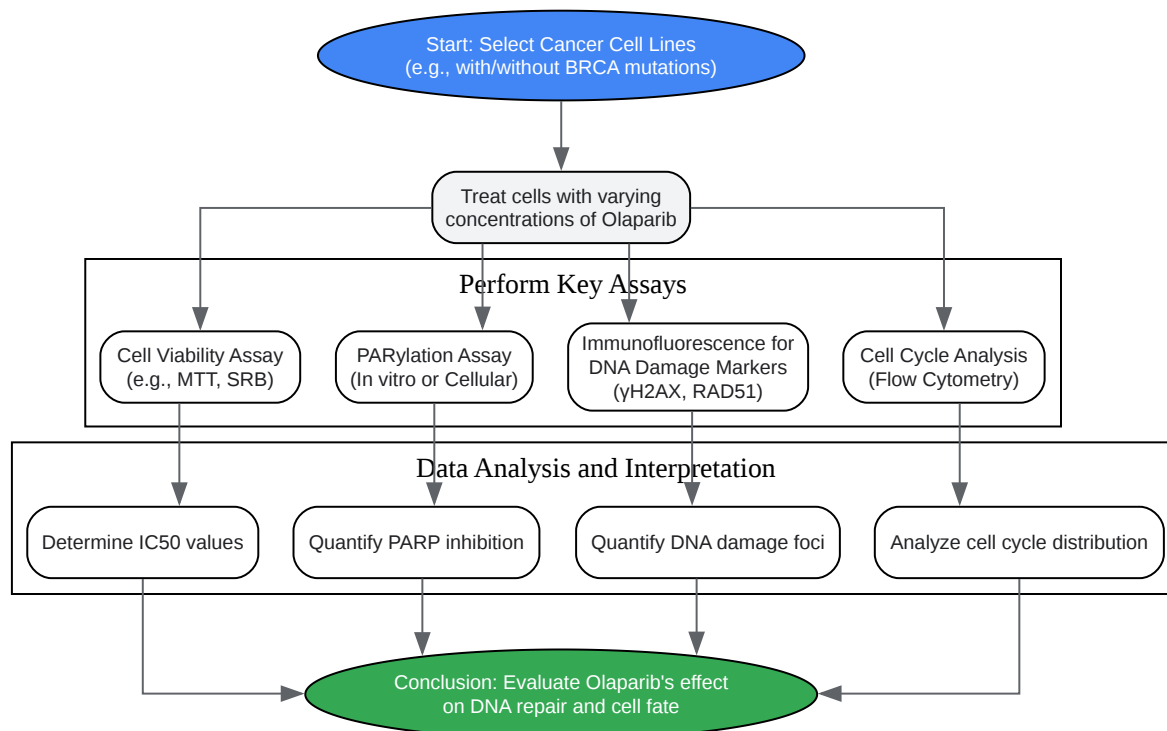 Start: Select Cancer Cell Lines
(e.g., with/without BRCA mutations)
Treat cells with varying
concentrations of Olaparib
Perform Key Assays
Cell Viability Assay
(e.g., MTT, SRB)
PARylation Assay
(In vitro or Cellular)
Immunofluorescence for
DNA Damage Markers
(γH2AX, RAD51)
Cell Cycle Analysis
(Flow Cytometry)
Data Analysis and Interpretation
Determine IC50 values
Quantify PARP inhibition
Quantify DNA damage foci
Analyze cell cycle distribution
Conclusion: Evaluate Olaparib's effect
on DNA repair and cell fate